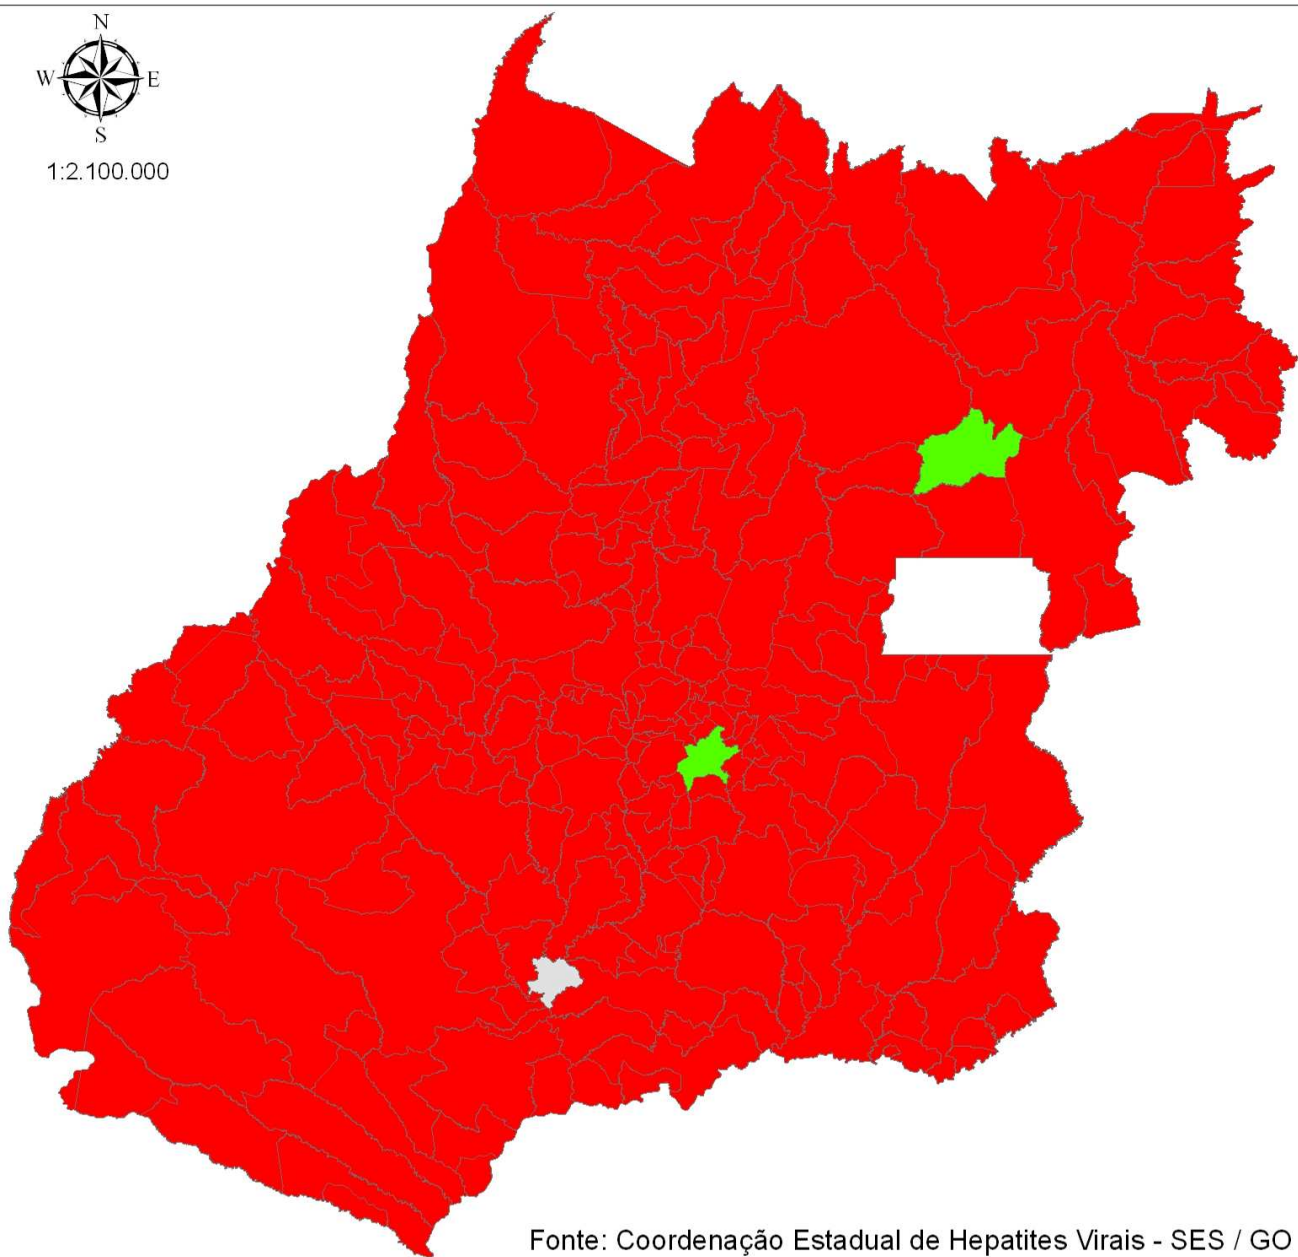 N
W E
S
1:2.100.000
Fonte: Coordenação Estadual de Hepatites Virais - SES / GO